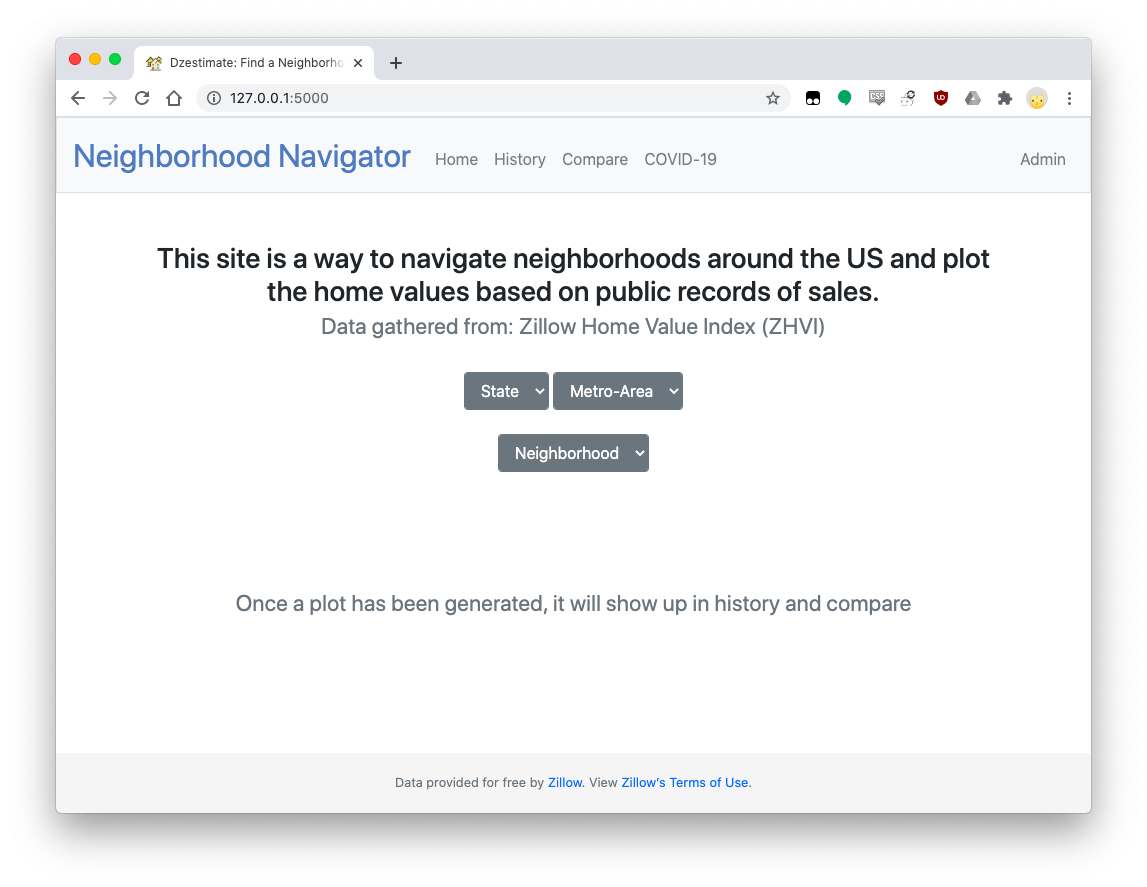 Dzestimate: Find a Neighborho
127.0.0.1:5000
CSE
Neighborhood Navigator Home History Compare COVID-19 Admin
This site is a way to navigate neighborhoods around the US and plot
the home values based on public records of sales.
Data gathered from: Zillow Home Value Index (ZHVI)
State Metro-Area
Neighborhood
Once a plot has been generated, it will show up in history and compare
Data provided for free by Zillow. View Zillow’s Terms of Use.